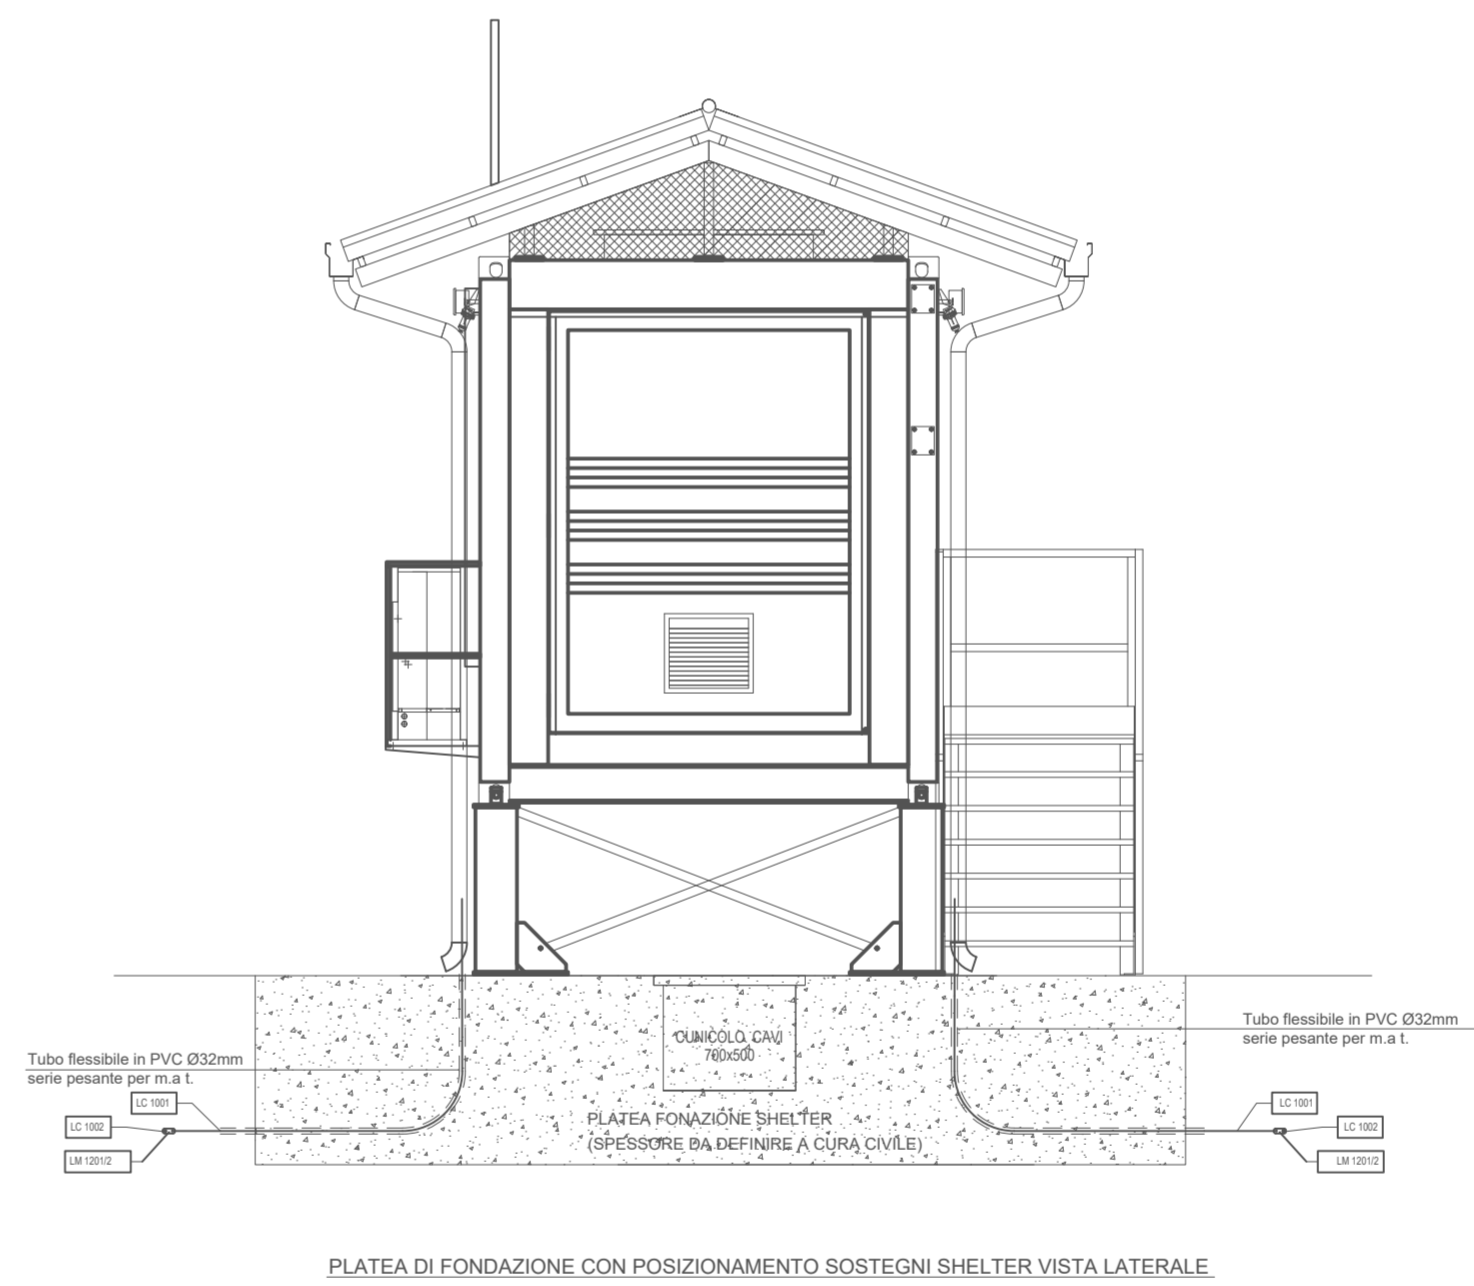 CUNICOLO CAVI
700x500
Tubo flessibile in PVC Ø32mm
serie pesante per m.a t.
Tubo flessibile in PVC Ø32mm
serie pesante per m.a t.
LC 1001
LC 1002
LM 1201/2
PLATEA FONAZIONE SHELTER
(SPESSORE DA DEFINIRE A CURA CIVILE)
LC 1001
LC 1002
LM 1201/2
PLATEA DI FONDAZIONE CON POSIZIONAMENTO SOSTEGNI SHELTER VISTA LATERALE